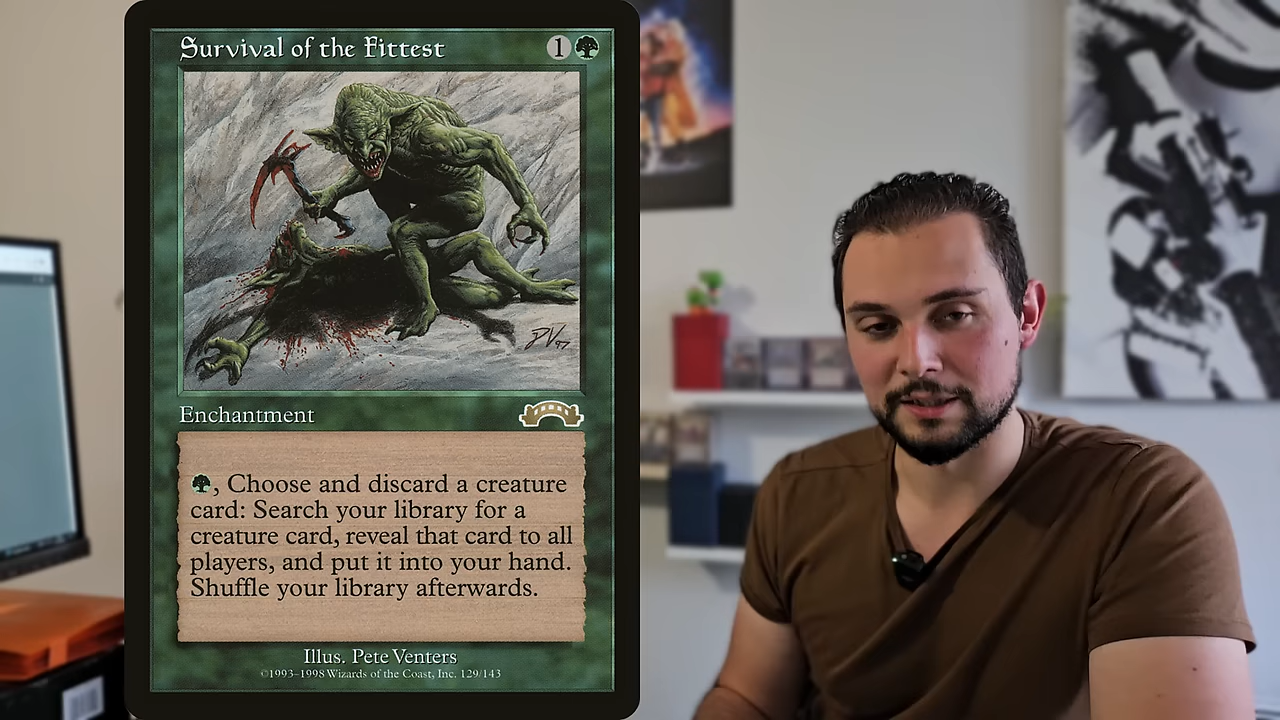 Survival of the Fittest 1
DV97
Enchantment
, Choose and discard a creature
card: Search your library for a
creature card, reveal that card to all
players, and put it into your hand.
Shuffle your library afterwards.
Illus. Pete Venters
©1993-1998 Wizards of the Coast, Inc. 129/143